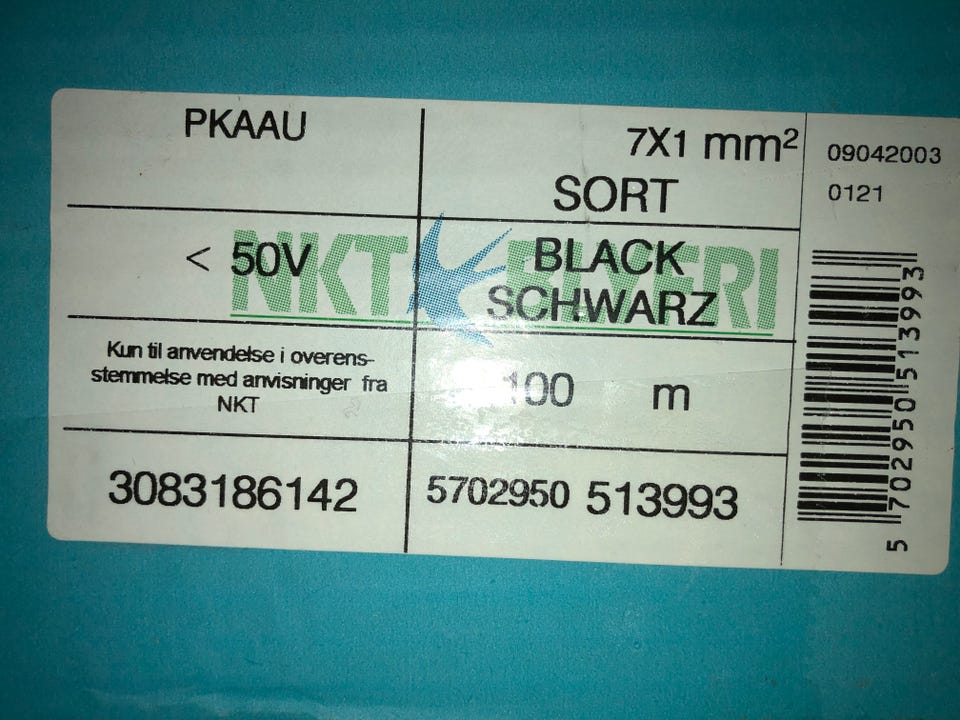 PKAAU
7X1 mm²
SORT
< 50V
BLACK
SCHWARZ
NKT
Kun til anvendelse i overens-
stemmelse med anvisninger fra
NKT
100 m
3083186142
5702950 513993
09042003
0121
5 702950 513993